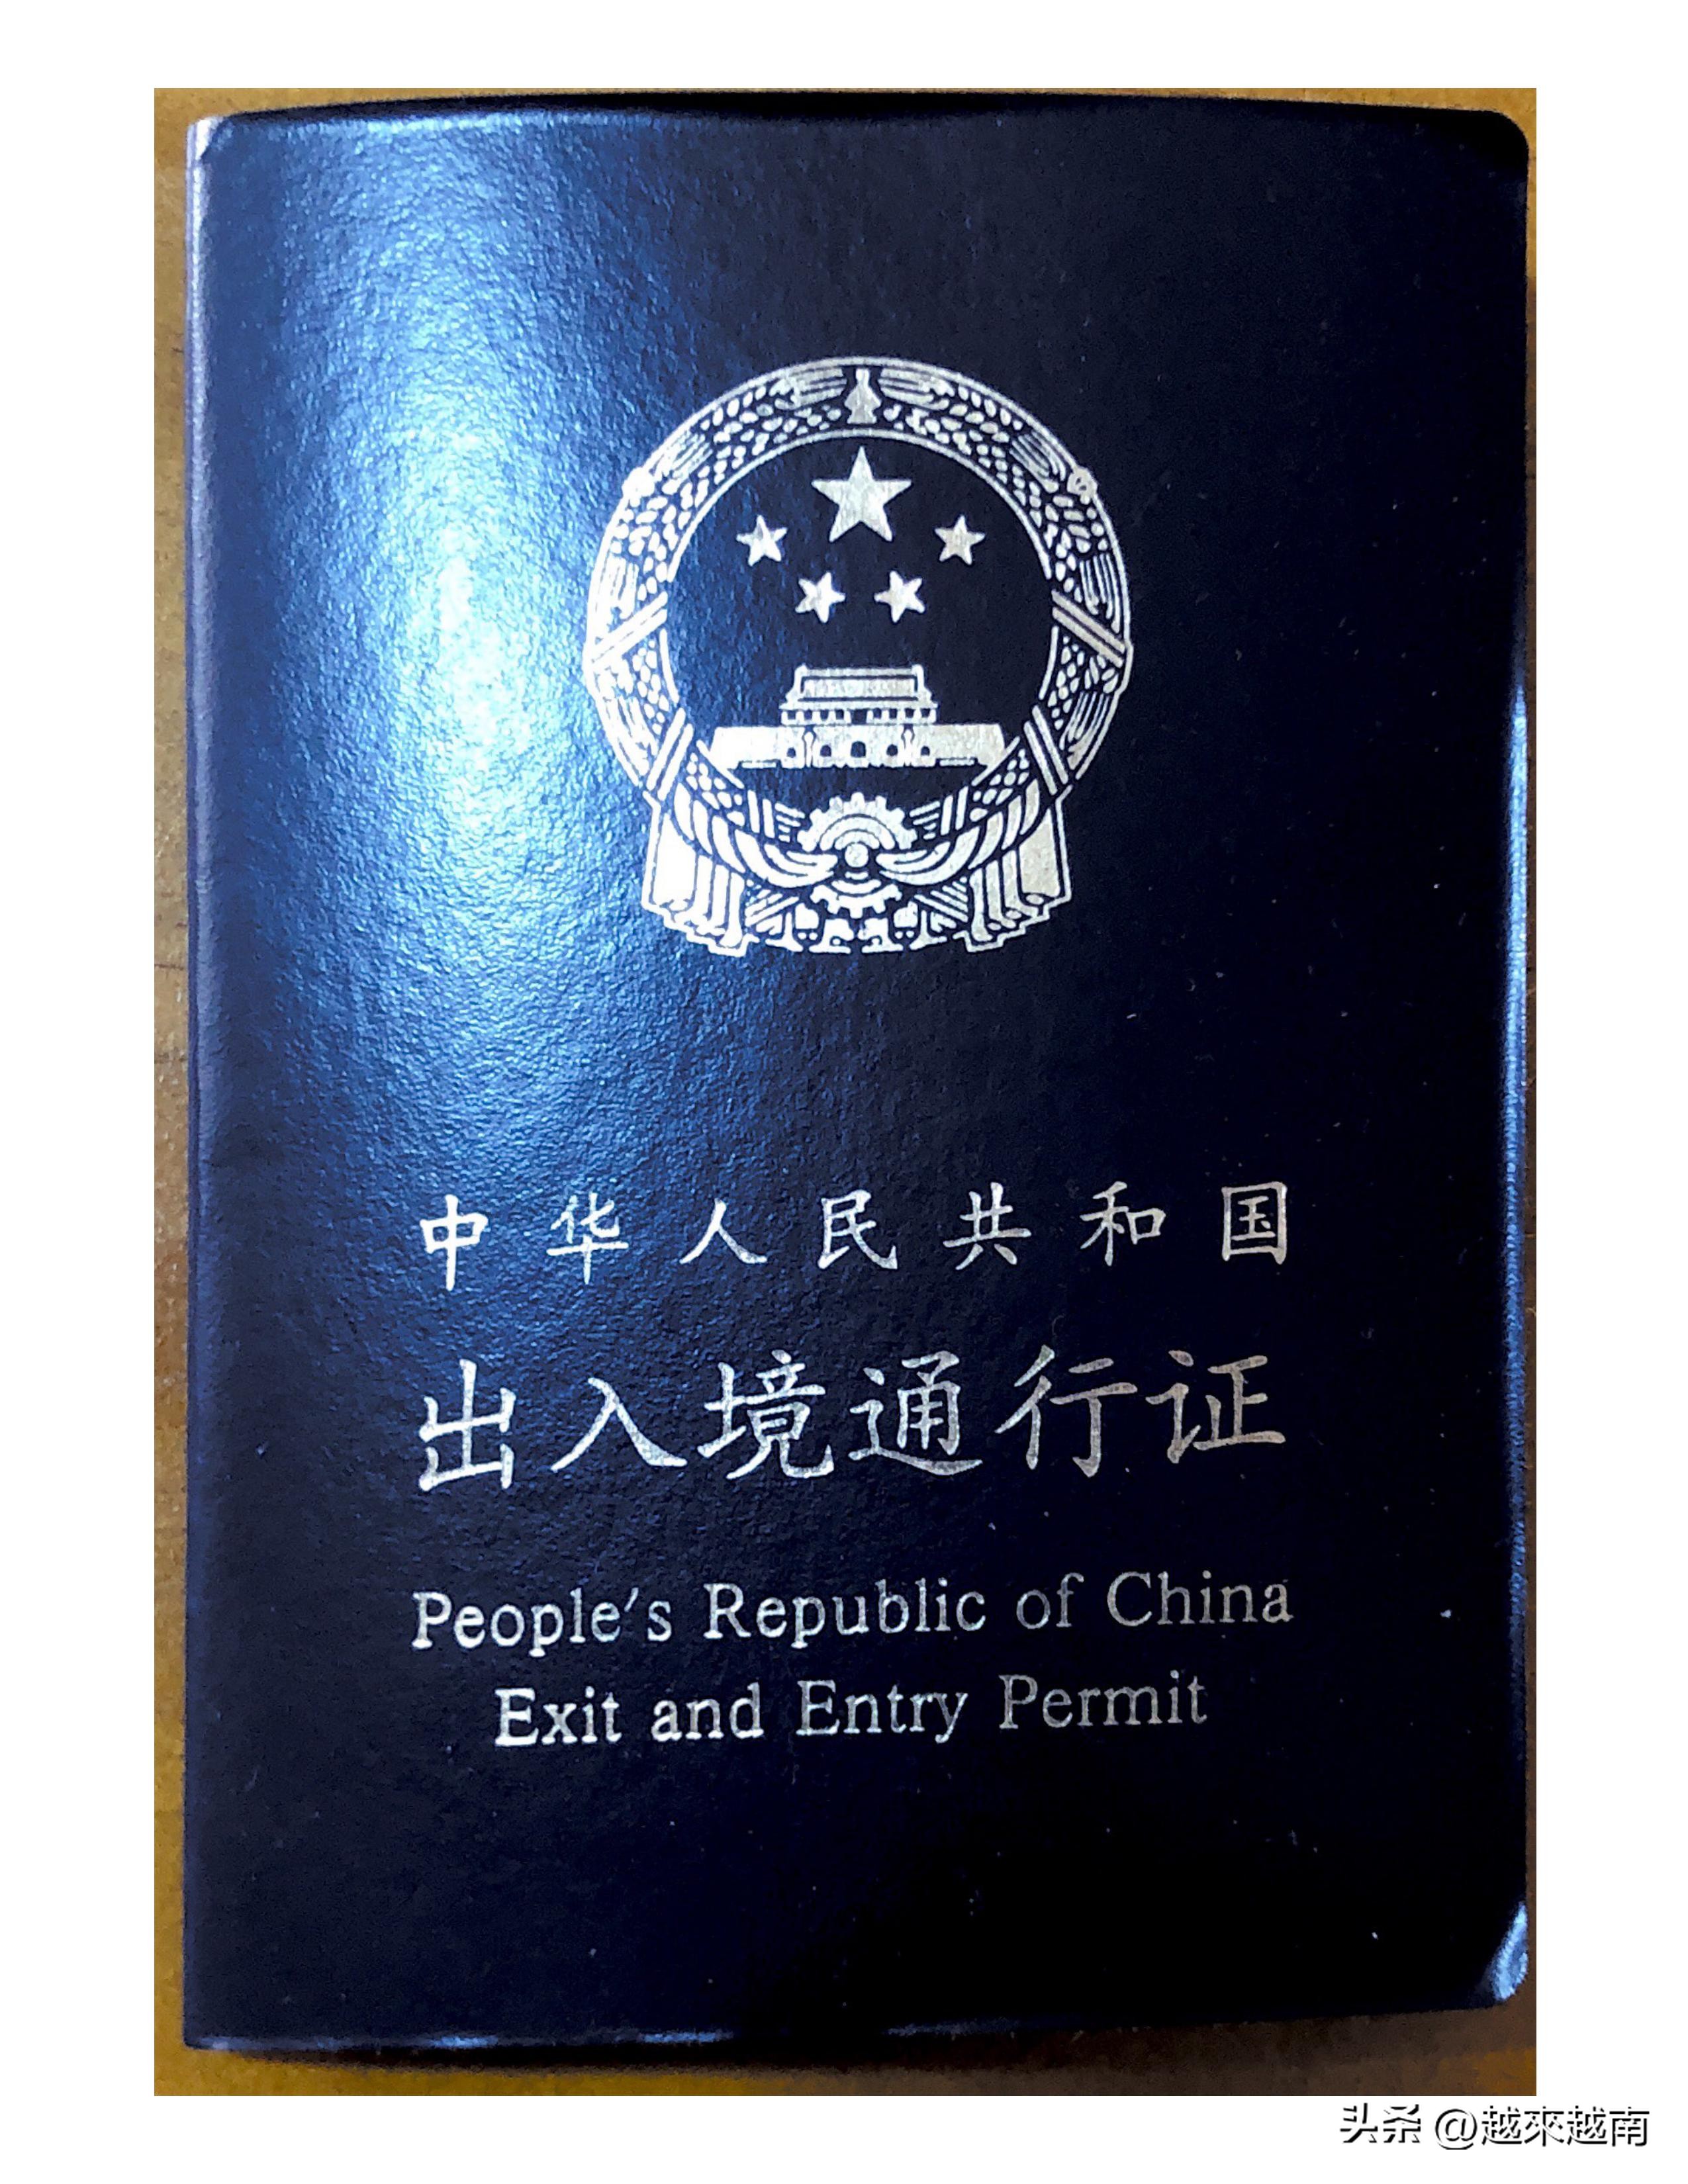 中华人民共和国
出入境通行证
People's Republic of China
Exit and Entry Permit
头条 @越來越南